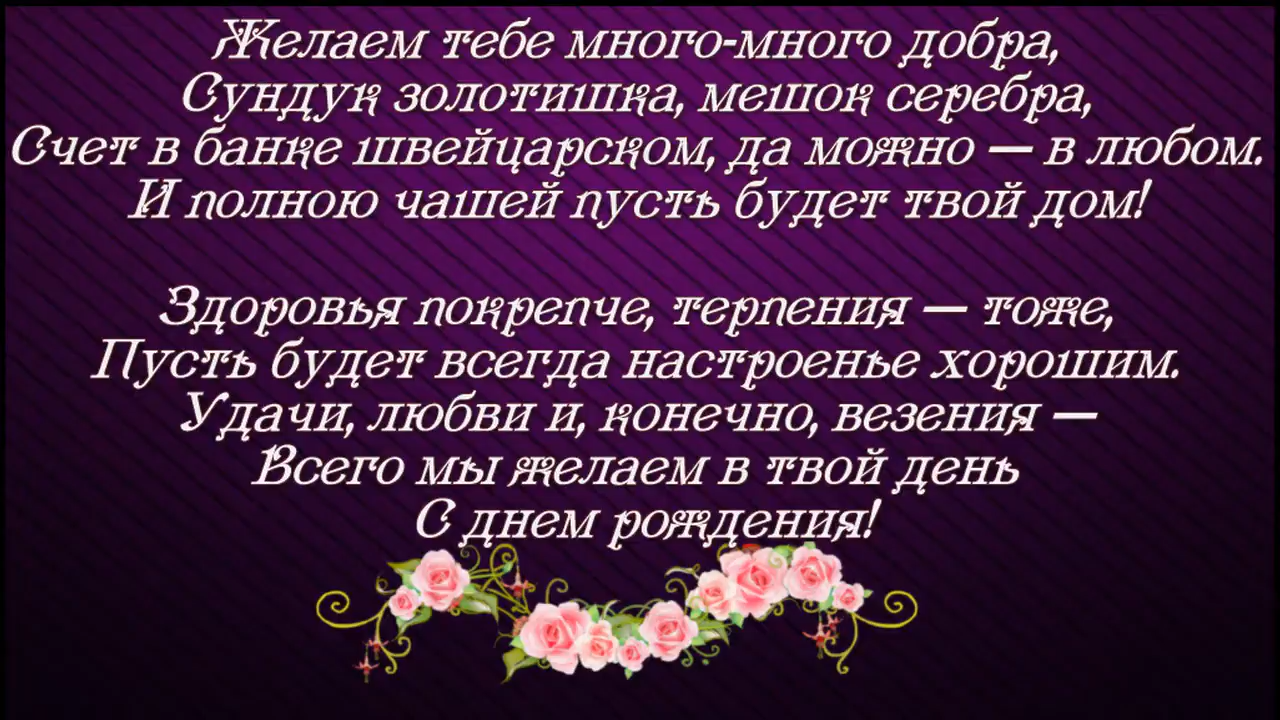 Желаем тебе много-много добра,
Сундук золотишка, мешок серебра,
Счет в банке швейцарском, да можно — в любом.
И полною чашей пусть будет твой дом!
Здоровья покрепче, терпения — тоже,
Пусть будет всегда настроенье хорошим.
Удачи, любви и, конечно, везения —
Всего мы желаем в твой день
С днем рождения!